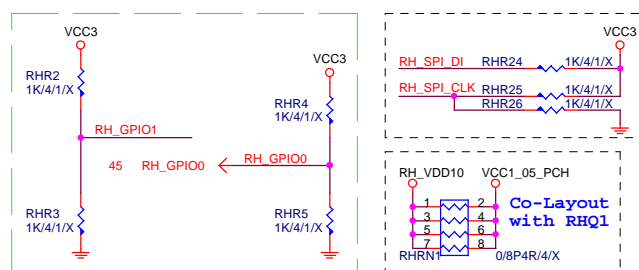 VCC3
RHR2
1K/4/1/X
RH_GPIO1
RHR3
1K/4/1/X
VCC3
RHR4
1K/4/1/X
45 RH_GPIO0 RH_GPIO0
RHR5
1K/4/1/X
VCC3
RH_SPI_DI RHR24 1K/4/1/X
RH_SPI_CLK RHR25 1K/4/1/X
RHR26 1K/4/1/X
RH_VDD10 VCC1_05_PCH
1 2
3 4
5 6
7 8
Co-Layout
with RHQ1
RHRN1 0/8P4R/4/X